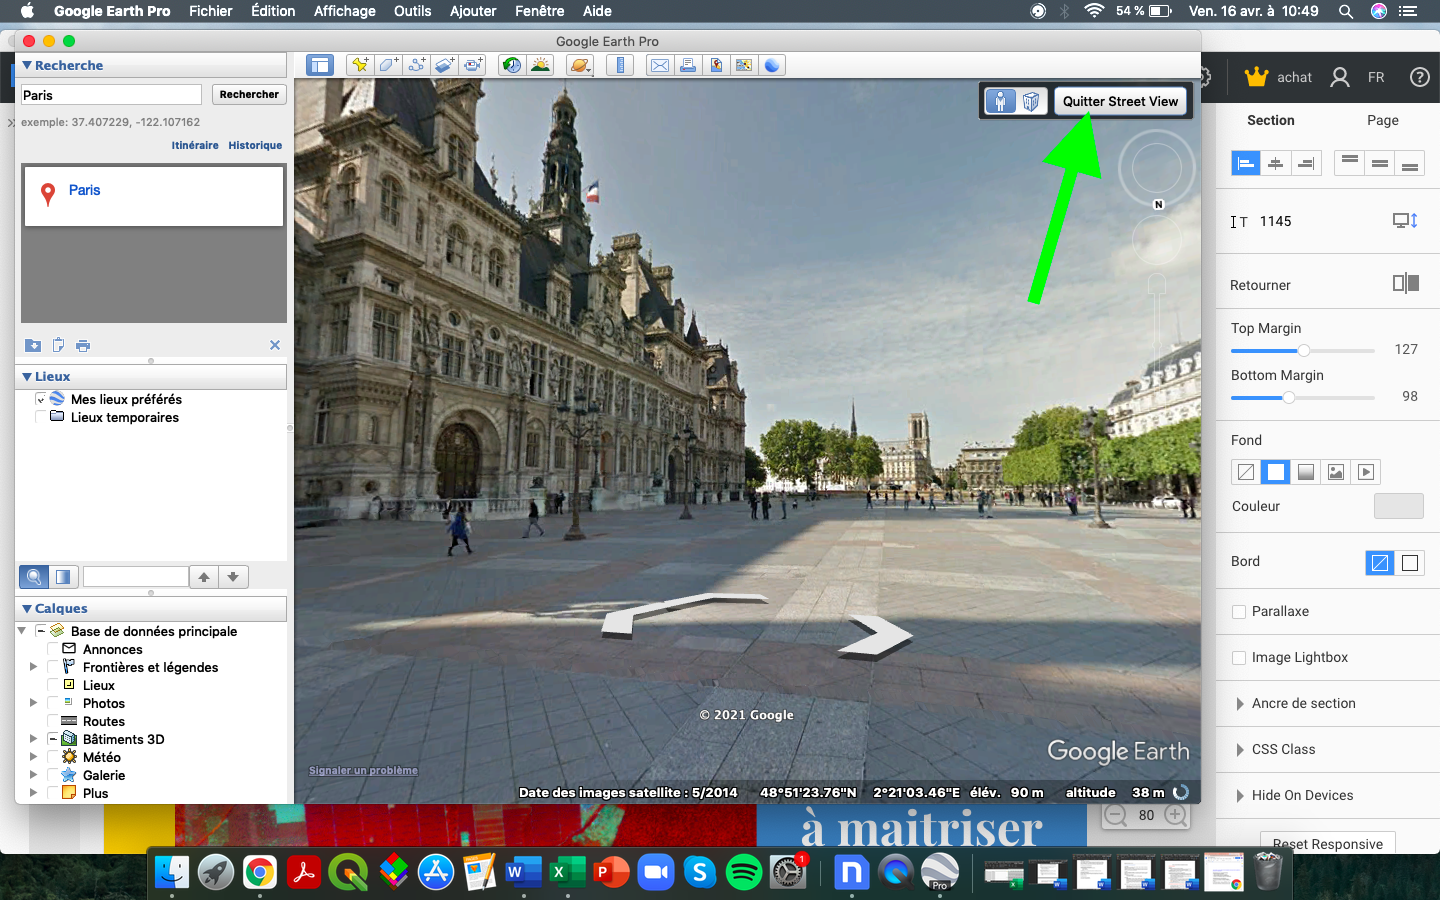 Google Earth Pro Fichier Édition Affichage Outils Ajouter Fenêtre Aide 54 % Ven. 16 avr. à 10:49
Google Earth Pro
Recherche
Paris Rechercher
exemple: 37.407229, -122.107162
Itinéraire Historique
Paris
Lieux
Mes lieux préférés
Lieux temporaires
Calques
Base de données principale
Annonces
Frontières et légendes
Lieux
Photos
Routes
Bâtiments 3D
Météo
Galerie
Plus
Quitter Street View
N
© 2021 Google
Google Earth
Signaler un problème
Date des images satellite : 5/2014 48°51'23.76"N 2°21'03.46"E élév. 90 m altitude 38 m
achat FR ?
Section Page
T 1145
Retourner
Top Margin
127
Bottom Margin
98
Fond
Couleur
Bord
Parallaxe
Image Lightbox
Ancre de section
CSS Class
Hide On Devices
Reset Responsive
à maitriser
80
W X P S 1 n Pro